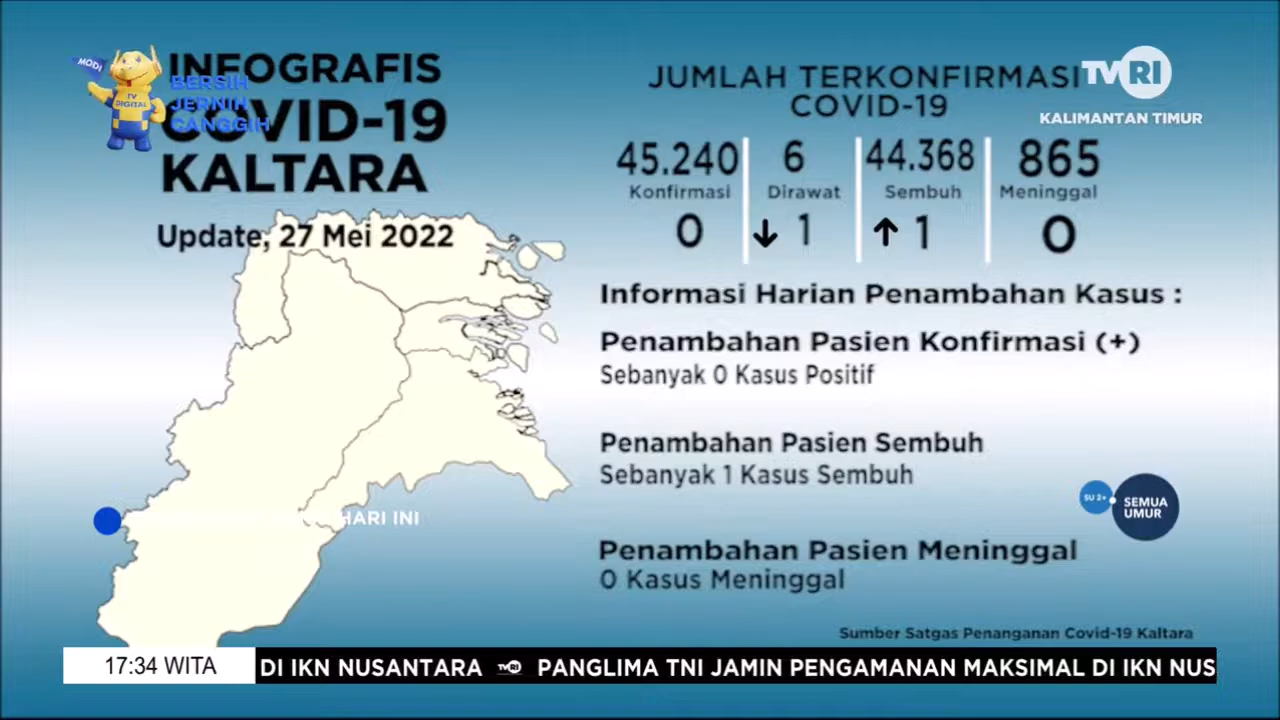 INFOGRAFIS
COVID-19
KALTARA
Update, 27 Mei 2022
MODI
TV
DIGITAL
BERSIH
JERNIH
CANGGIH
JUMLAH TERKONFIRMASI
COVID-19
TVRI
KALIMANTAN TIMUR
45.240 6 44.368 865
Konfirmasi Dirawat Sembuh Meninggal
0 ↓ 1 ↑ 1 0
Informasi Harian Penambahan Kasus :
Penambahan Pasien Konfirmasi (+)
Sebanyak 0 Kasus Positif
Penambahan Pasien Sembuh
Sebanyak 1 Kasus Sembuh
SU 2+
SEMUA
UMUR
HARI INI
Penambahan Pasien Meninggal
0 Kasus Meninggal
Sumber Satgas Penanganan Covid-19 Kaltara
17:34 WITA DI IKN NUSANTARA TVRI PANGLIMA TNI JAMIN PENGAMANAN MAKSIMAL DI IKN NUS